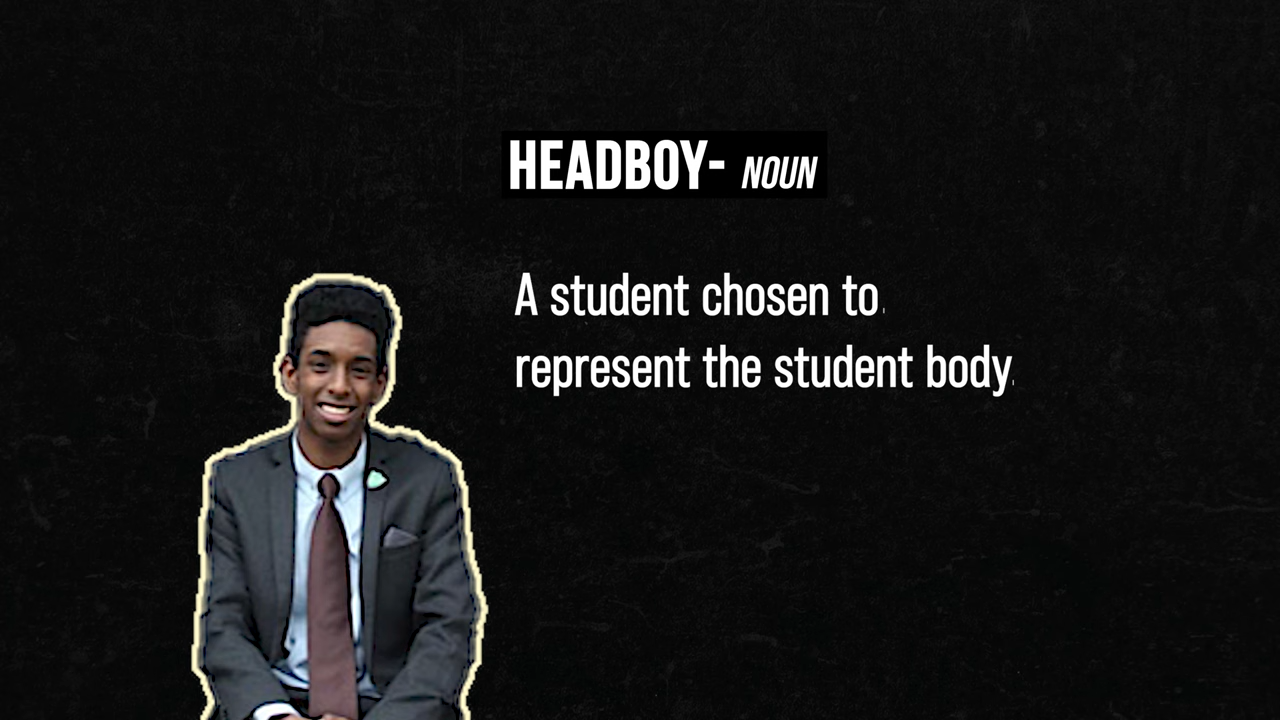 HEADBOY- NOUN
A student chosen to
represent the student body